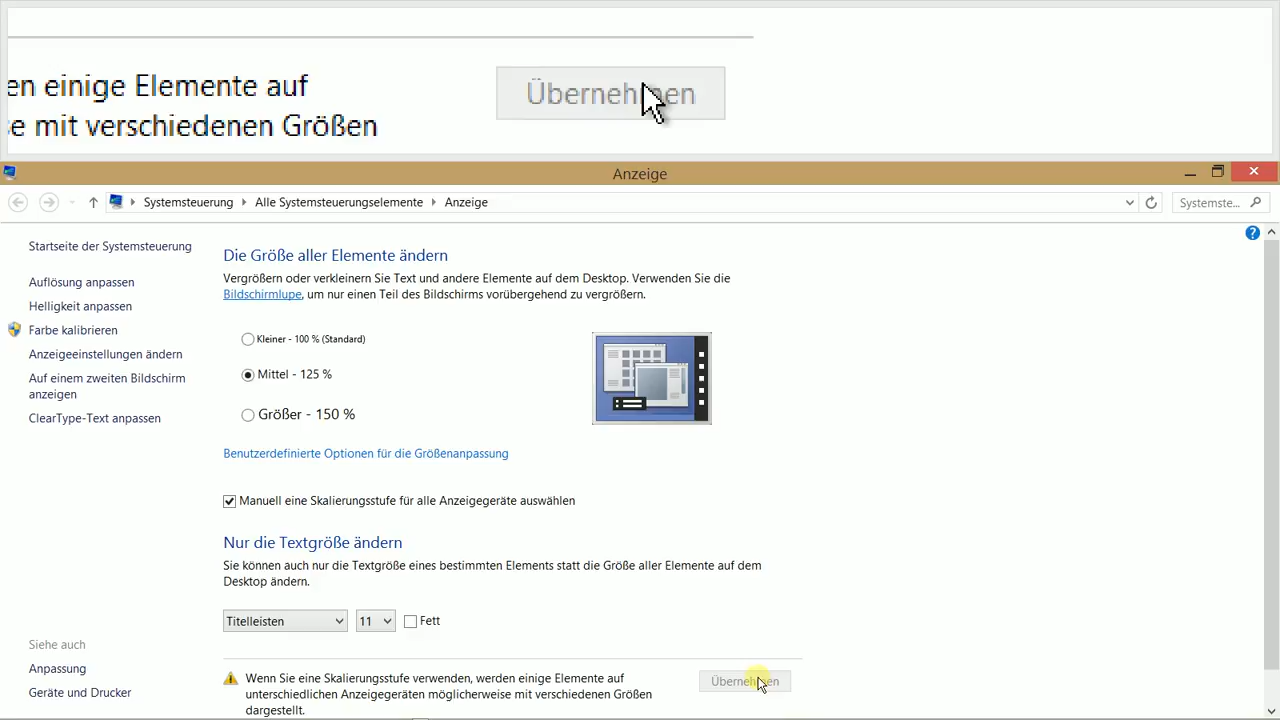 en einige Elemente auf
Übernehmen
se mit verschiedenen Größen
Anzeige
Systemsteuerung
Alle Systemsteuerungselemente
Anzeige
Systemste...
Startseite der Systemsteuerung
Auflösung anpassen
Helligkeit anpassen
Farbe kalibrieren
Anzeigeeinstellungen ändern
Auf einem zweiten Bildschirm
anzeigen
ClearType-Text anpassen
Siehe auch
Anpassung
Geräte und Drucker
Die Größe aller Elemente ändern
Vergrößern oder verkleinern Sie Text und andere Elemente auf dem Desktop. Verwenden Sie die
Bildschirmlupe, um nur einen Teil des Bildschirms vorübergehend zu vergrößern.
Kleiner - 100 % (Standard)
Mittel - 125 %
Größer - 150 %
Benutzerdefinierte Optionen für die Größenanpassung
Manuell eine Skalierungsstufe für alle Anzeigegeräte auswählen
Nur die Textgröße ändern
Sie können auch nur die Textgröße eines bestimmten Elements statt die Größe aller Elemente auf dem
Desktop ändern.
Titelleisten
11
Fett
Wenn Sie eine Skalierungsstufe verwenden, werden einige Elemente auf
unterschiedlichen Anzeigegeräten möglicherweise mit verschiedenen Größen
dargestellt.
Übernehmen